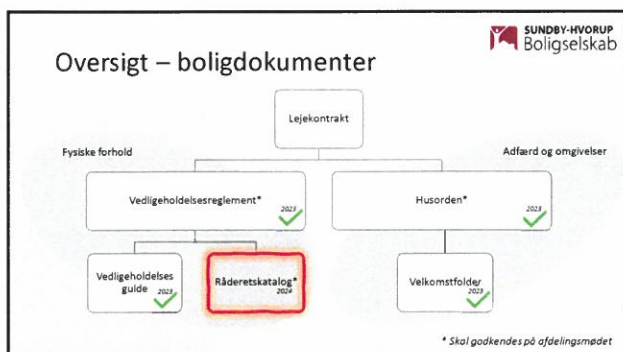 SUNDBY-HVORUP
Boligselskab
Oversigt – boligdokumenter
Lejekontrakt
Fysiske forhold
Adfærd og omgivelser
Vedligeholdelsesreglement*
2023
Husorden*
2023
Vedligeholdelses
guide
2023
Råderetskatalog*
2024
Velkomstfolder
2023
* Skal godkendes på afdelingsmødet